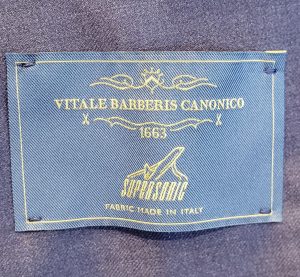 VITALE BARBERIS CANONICO
1663
SUPERSONIC
FABRIC MADE IN ITALY